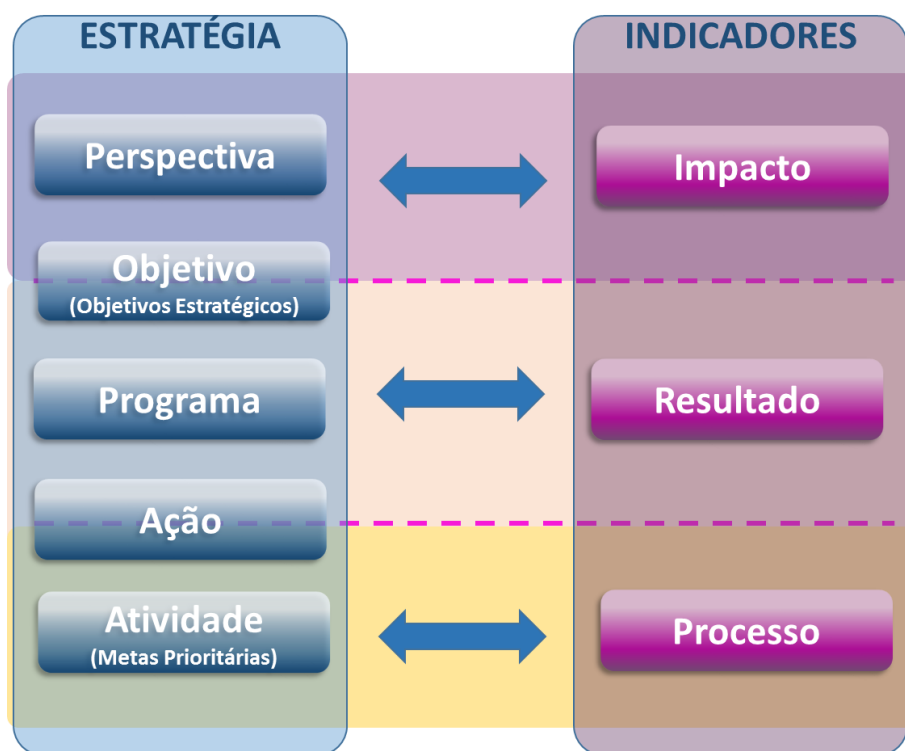 ESTRATÉGIA
INDICADORES
Perspectiva
Impacto
Objetivo
(Objetivos Estratégicos)
Programa
Resultado
Ação
Atividade
(Metas Prioritárias)
Processo